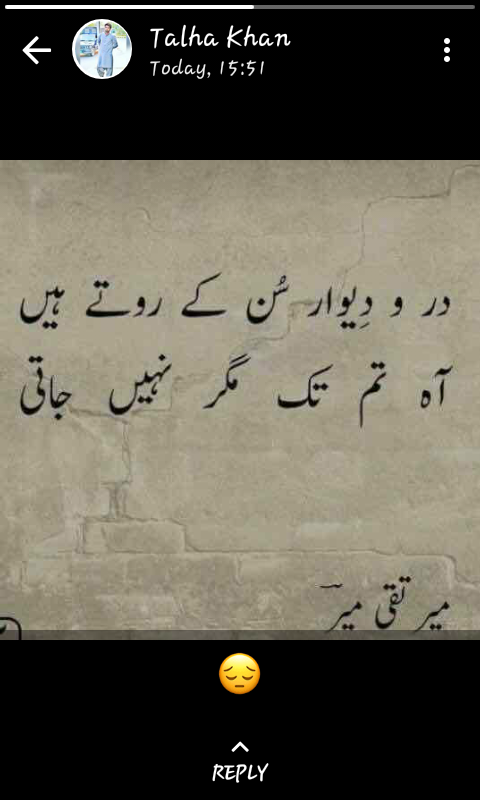 Talha Khan
Today, 15:51
در و دِیوار سُن کے روتے ہیں
آہ تم تک مگر نہیں جاتی
میر تقی میر
😔
REPLY